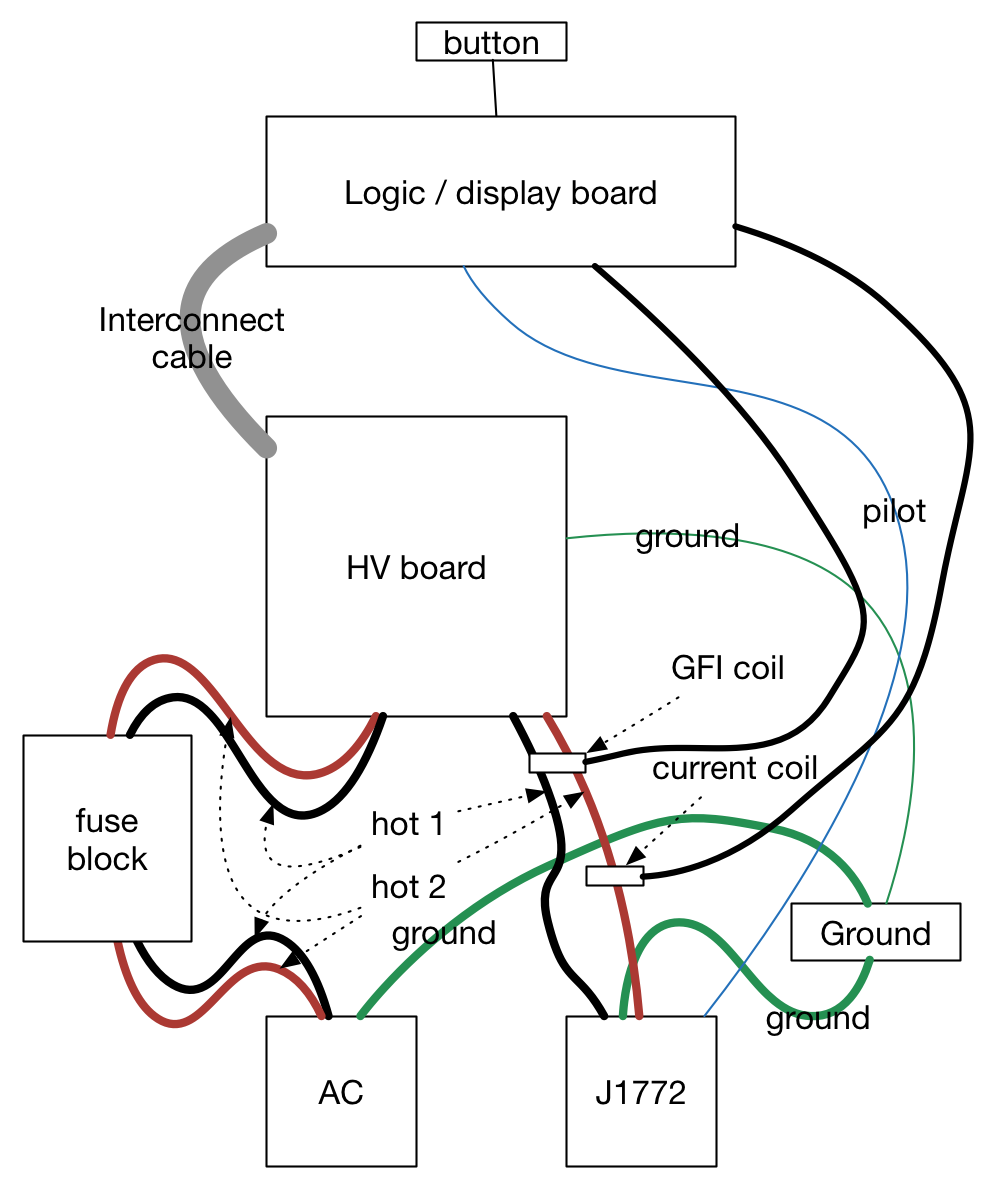 button
Logic / display board
Interconnect
cable
pilot
ground
HV board
GFI coil
current coil
fuse
block
hot 1
hot 2
ground
Ground
ground
AC
J1772